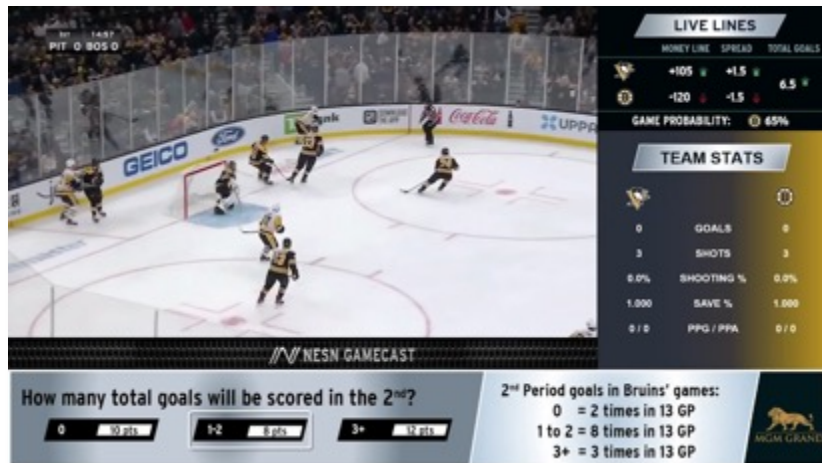 1st 14:57
PIT 0 BOS 0
GEICO
Ford
Coca-Cola
UPPR
NESN GAMECAST
LIVE LINES
MONEY LINE SPREAD TOTAL GOALS
+105 +1.5
6.5
-120 -1.5
GAME PROBABILITY: 65%
TEAM STATS
0 GOALS 0
3 SHOTS 3
0.0% SHOOTING % 0.0%
1.000 SAVE % 1.000
0 / 0 PPG / PPA 0 / 0
How many total goals will be scored in the 2nd?
0 10 pts 1-2 8 pts 3+ 12 pts
2nd Period goals in Bruins' games:
0 = 2 times in 13 GP
1 to 2 = 8 times in 13 GP
3+ = 3 times in 13 GP
MGM GRAND